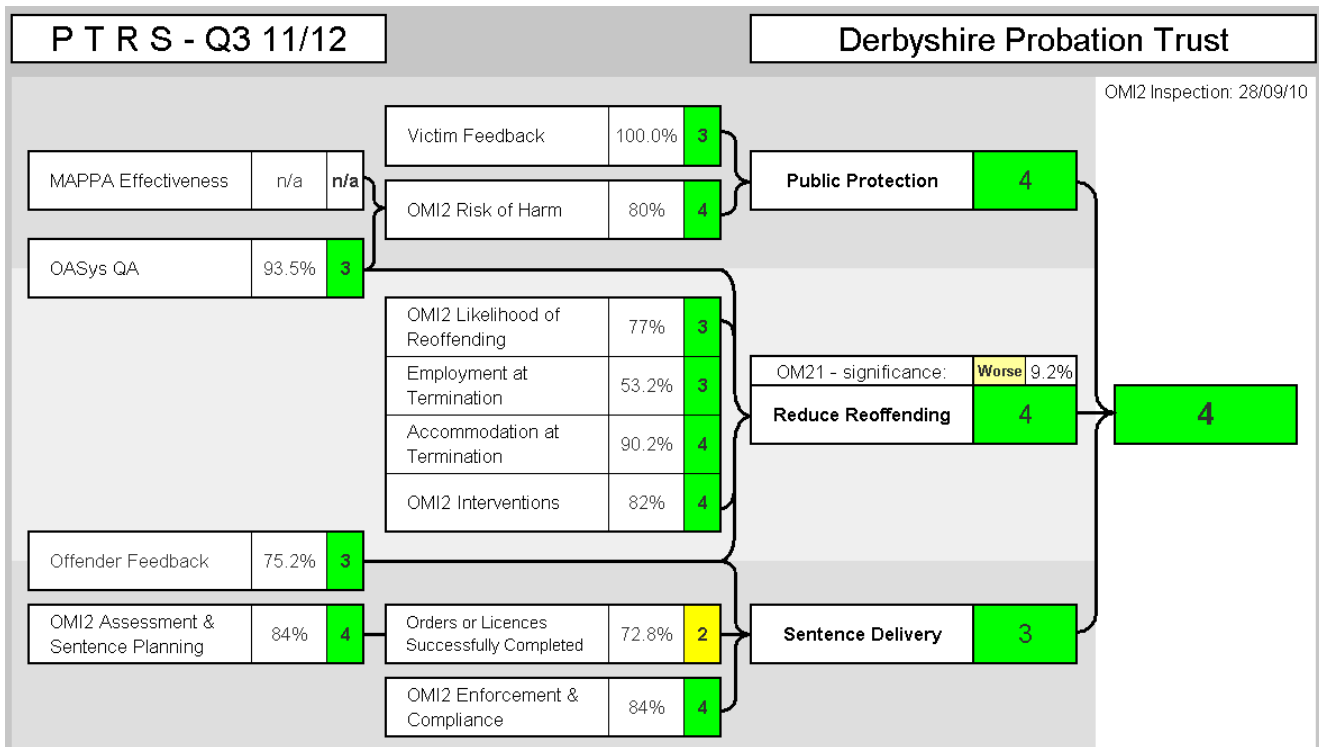 P T R S - Q3 11/12
Derbyshire Probation Trust
OMI2 Inspection: 28/09/10
Victim Feedback 100.0% 3
MAPPA Effectiveness n/a n/a
Public Protection 4
OMI2 Risk of Harm 80% 4
OASys QA 93.5% 3
OMI2 Likelihood of
Reoffending 77% 3
Employment at
Termination 53.2% 3
OM21 - significance: Worse 9.2%
Reduce Reoffending 4
4
Accommodation at
Termination 90.2% 4
OMI2 Interventions 82% 4
Offender Feedback 75.2% 3
OMI2 Assessment &
Sentence Planning 84% 4
Orders or Licences
Successfully Completed 72.8% 2
Sentence Delivery 3
OMI2 Enforcement &
Compliance 84% 4